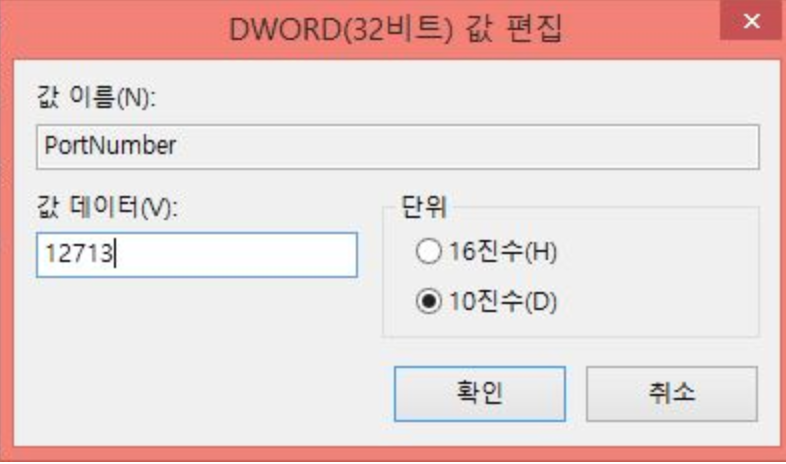 DWORD(32비트) 값 편집
값 이름(N):
PortNumber
값 데이터(V):
12713
단위
16진수(H)
10진수(D)
확인
취소